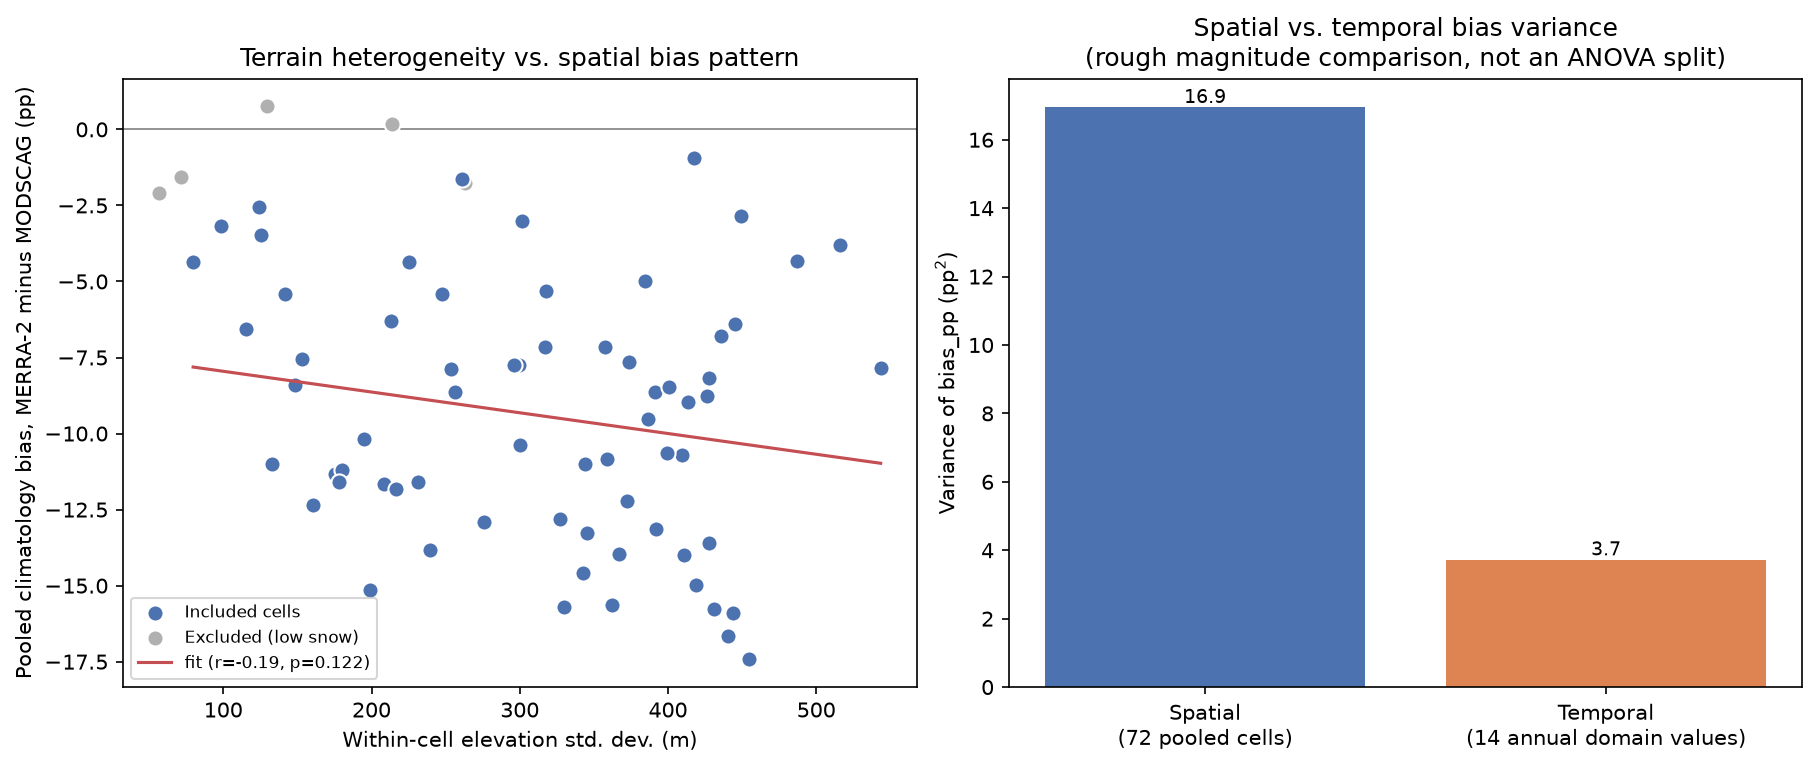 Terrain heterogeneity vs. spatial bias pattern
Pooled climatology bias, MERRA-2 minus MODSCAG (pp)
0.0
−2.5
−5.0
−7.5
−10.0
−12.5
−15.0
−17.5
Included cells
Excluded (low snow)
fit (r=-0.19, p=0.122)
100
200
300
400
500
Within-cell elevation std. dev. (m)
Spatial vs. temporal bias variance
(rough magnitude comparison, not an ANOVA split)
Variance of bias_pp (pp²)
16
14
12
10
8
6
4
2
0
16.9
3.7
Spatial
(72 pooled cells)
Temporal
(14 annual domain values)